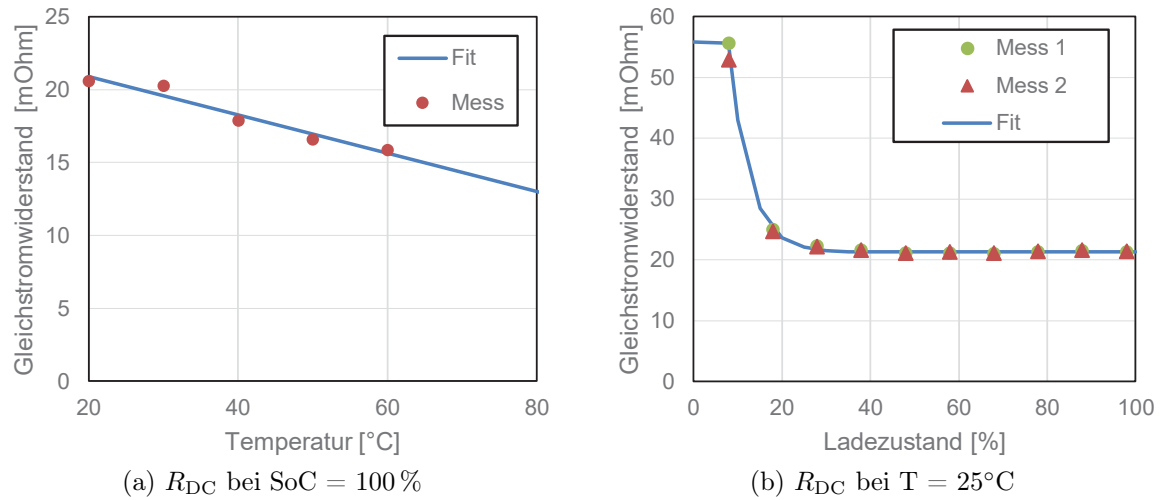 Gleichstromwiderstand [mOhm]
25
20
15
10
5
0
20
40
60
80
Temperatur [°C]
Fit
Mess
(a) R_DC bei SoC = 100 %
Gleichstromwiderstand [mOhm]
60
50
40
30
20
10
0
0
20
40
60
80
100
Ladezustand [%]
Mess 1
Mess 2
Fit
(b) R_DC bei T = 25°C